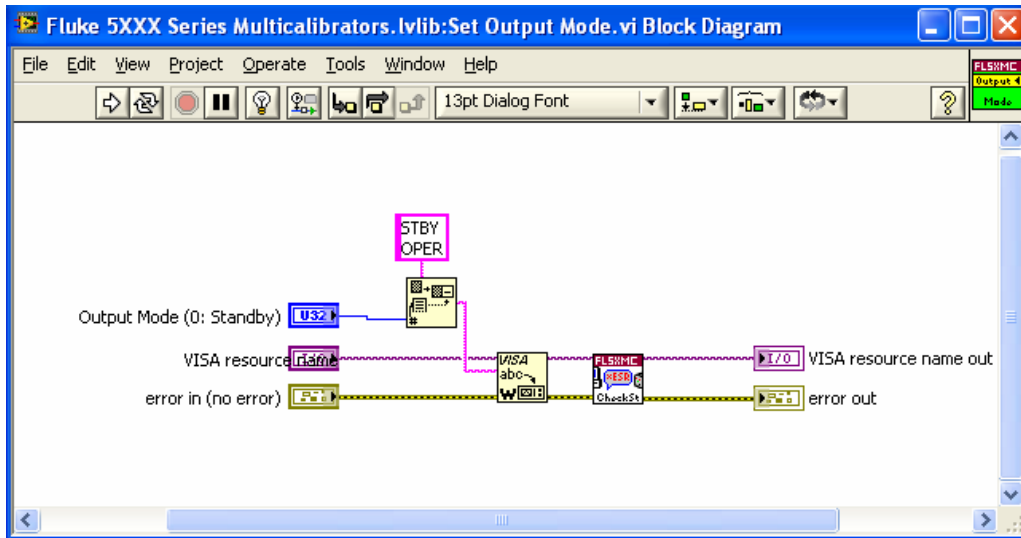 Fluke 5XXX Series Multicalibrators.lvlib:Set Output Mode.vi Block Diagram
File Edit View Project Operate Tools Window Help
FL5XMC
Output
Mode
13pt Dialog Font
?
STBY
OPER
#
Output Mode (0: Standby) U32
VISA resource name
VISA
abc
W
FL5XMC
*ESR
CheckSt
I/O VISA resource name out
error in (no error)
error out